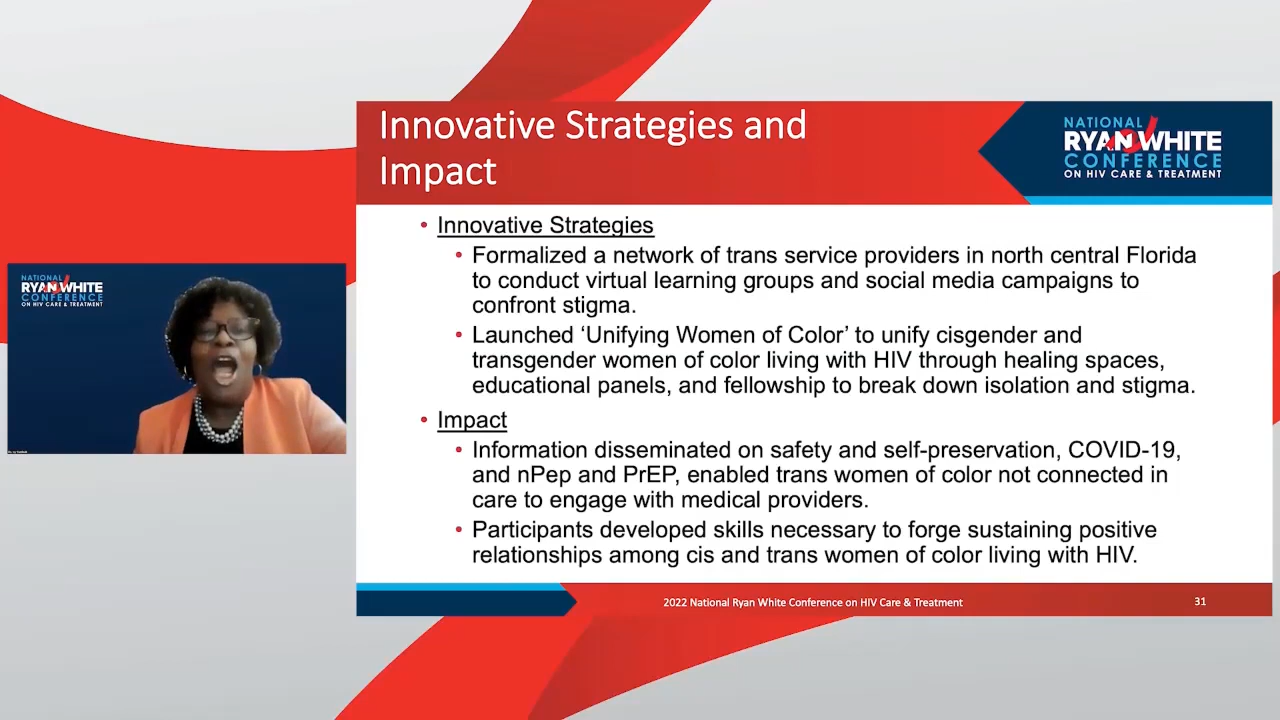 NATIONAL
RYAN WHITE
CONFERENCE
ON HIV CARE & TREATMENT
Innovative Strategies and
Impact
NATIONAL
RYAN WHITE
CONFERENCE
ON HIV CARE & TREATMENT
• Innovative Strategies
• Formalized a network of trans service providers in north central Florida
to conduct virtual learning groups and social media campaigns to
confront stigma.
• Launched ‘Unifying Women of Color’ to unify cisgender and
transgender women of color living with HIV through healing spaces,
educational panels, and fellowship to break down isolation and stigma.
• Impact
• Information disseminated on safety and self-preservation, COVID-19,
and nPep and PrEP, enabled trans women of color not connected in
care to engage with medical providers.
• Participants developed skills necessary to forge sustaining positive
relationships among cis and trans women of color living with HIV.
2022 National Ryan White Conference on HIV Care & Treatment
31